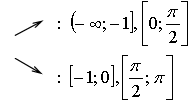 ↗ : (- ∞;-1],[0;π/2]
↘ : [-1;0],[π/2;π]